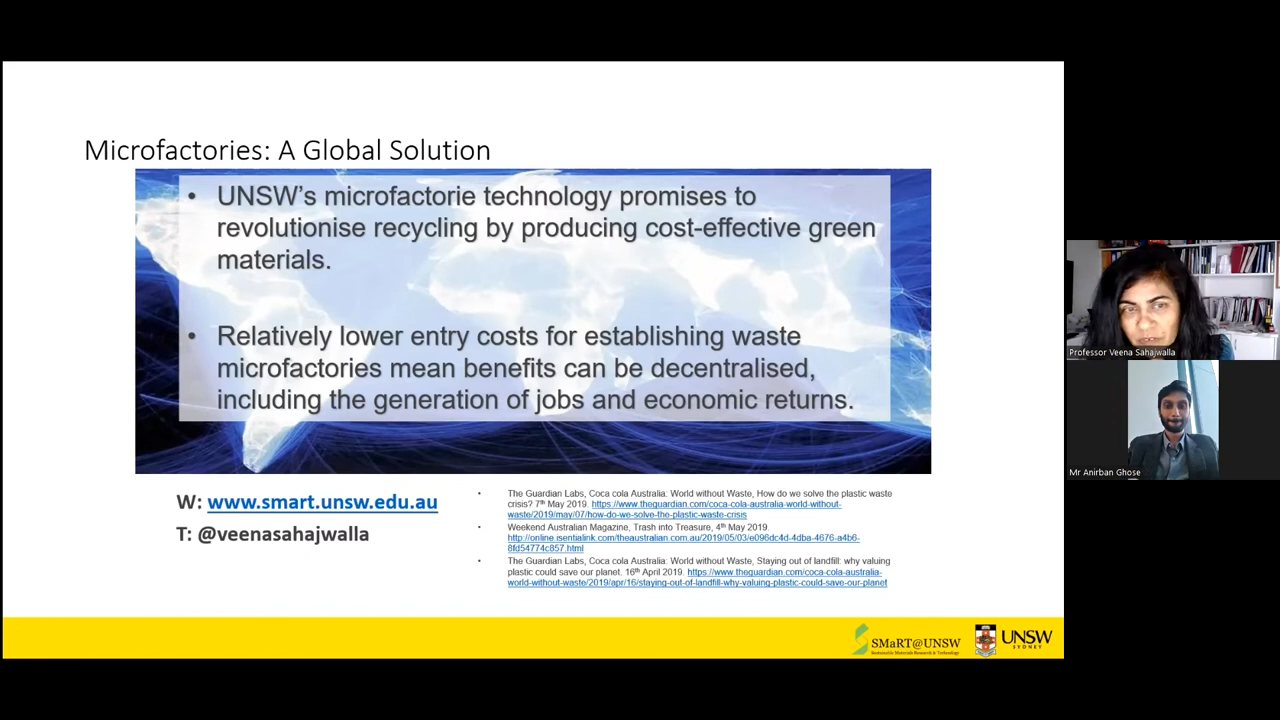 Microfactories: A Global Solution
• UNSW's microfactorie technology promises to
revolutionise recycling by producing cost-effective green
materials.
• Relatively lower entry costs for establishing waste
microfactories mean benefits can be decentralised,
including the generation of jobs and economic returns.
W: www.smart.unsw.edu.au
T: @veenasahajwalla
• The Guardian Labs, Coca cola Australia: World without Waste, How do we solve the plastic waste
crisis? 7th May 2019. https://www.theguardian.com/coca-cola-australia-world-without-
waste/2019/may/07/how-do-we-solve-the-plastic-waste-crisis
• Weekend Australian Magazine, Trash into Treasure, 4th May 2019.
http://online.isentialink.com/theaustralian.com.au/2019/05/03/e096dc4d-4dba-4676-a4b6-
8fd54774c857.html
• The Guardian Labs, Coca cola Australia: World without Waste, Staying out of landfill: why valuing
plastic could save our planet. 16th April 2019. https://www.theguardian.com/coca-cola-australia-
world-without-waste/2019/apr/16/staying-out-of-landfill-why-valuing-plastic-could-save-our-planet
SMaRT@UNSW
Sustainable Materials Research & Technology
UNSW
SYDNEY
Professor Veena Sahajwalla
Mr Anirban Ghose